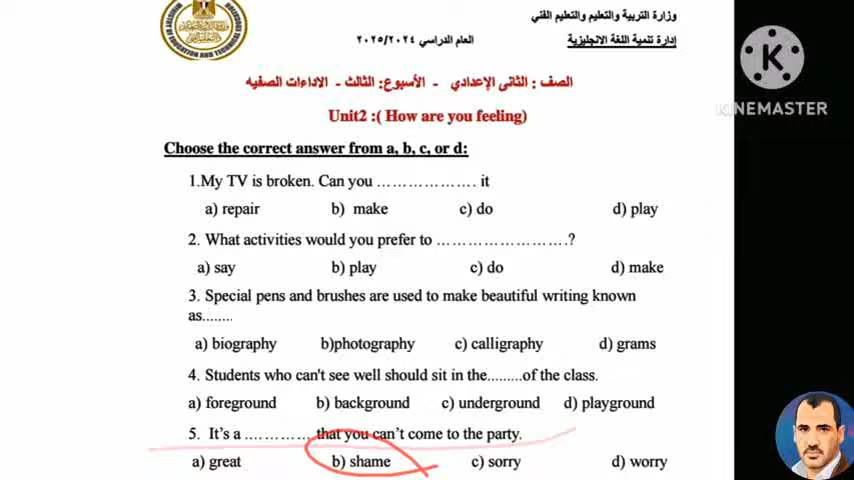 وزارة التربية والتعليم والتعليم الفني
العام الدراسي ٢٠٢٥/٢٠٢٤
إدارة تنمية اللغة الانجليزية
الصف : الثانى الإعدادي - الأسبوع: الثالث - الاداءات الصفيه
Unit2 :( How are you feeling)
Choose the correct answer from a, b, c, or d:
1.My TV is broken. Can you ………………. it
a) repair b) make c) do d) play
2. What activities would you prefer to …………………….?
a) say b) play c) do d) make
3. Special pens and brushes are used to make beautiful writing known
as........
a) biography b)photography c) calligraphy d) grams
4. Students who can't see well should sit in the.........of the class.
a) foreground b) background c) underground d) playground
5. It's a ………… that you can't come to the party.
a) great b) shame c) sorry d) worry
KINEMASTER